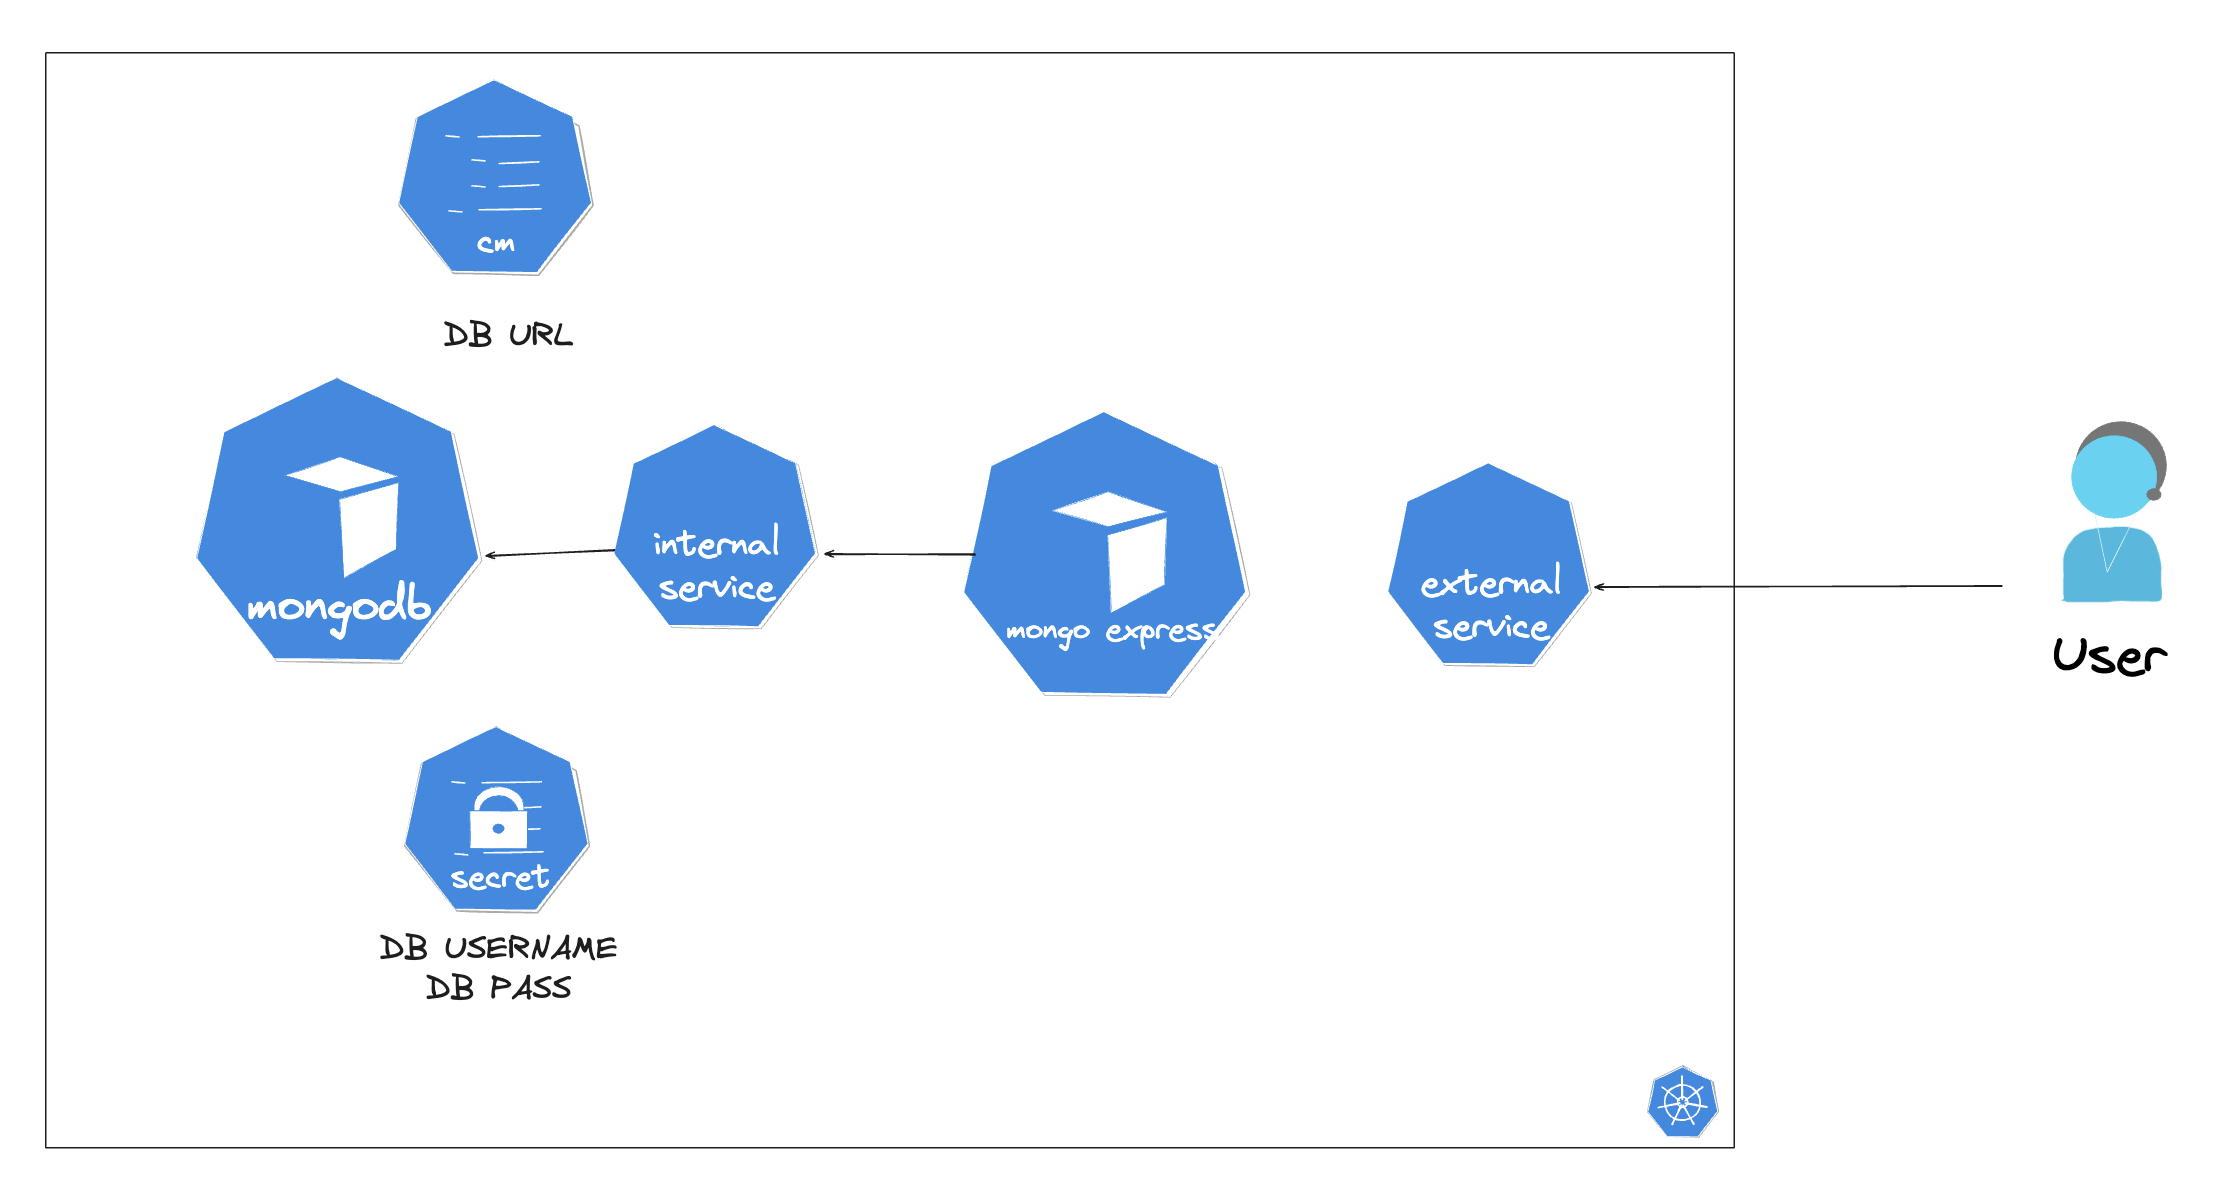 cm
DB URL
mongodb
internal
service
mongo express
external
service
User
secret
DB USERNAME
DB PASS